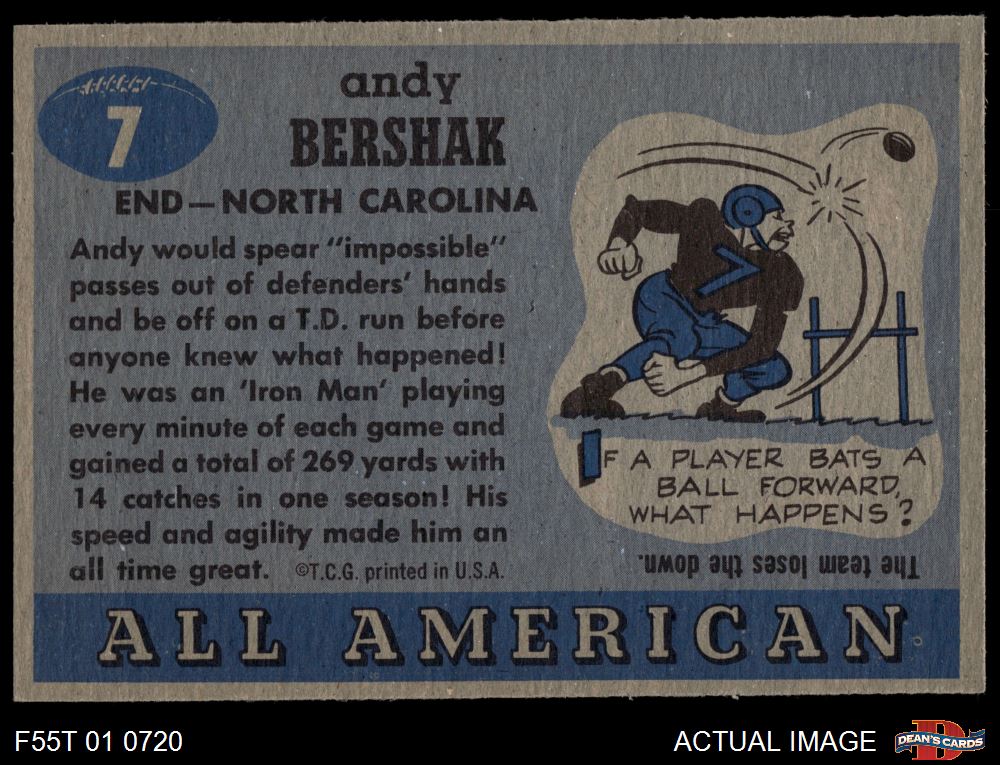 7
andy
BERSHAK
END—NORTH CAROLINA
Andy would spear "impossible"
passes out of defenders' hands
and be off on a T.D. run before
anyone knew what happened!
He was an 'Iron Man' playing
every minute of each game and
gained a total of 269 yards with
14 catches in one season! His
speed and agility made him an
all time great. ©T.C.G. printed in U.S.A.
IF A PLAYER BATS A
BALL FORWARD,
WHAT HAPPENS?
The team loses the down.
ALL AMERICAN
F55T 01 0720
ACTUAL IMAGE
DEAN'S CARDS